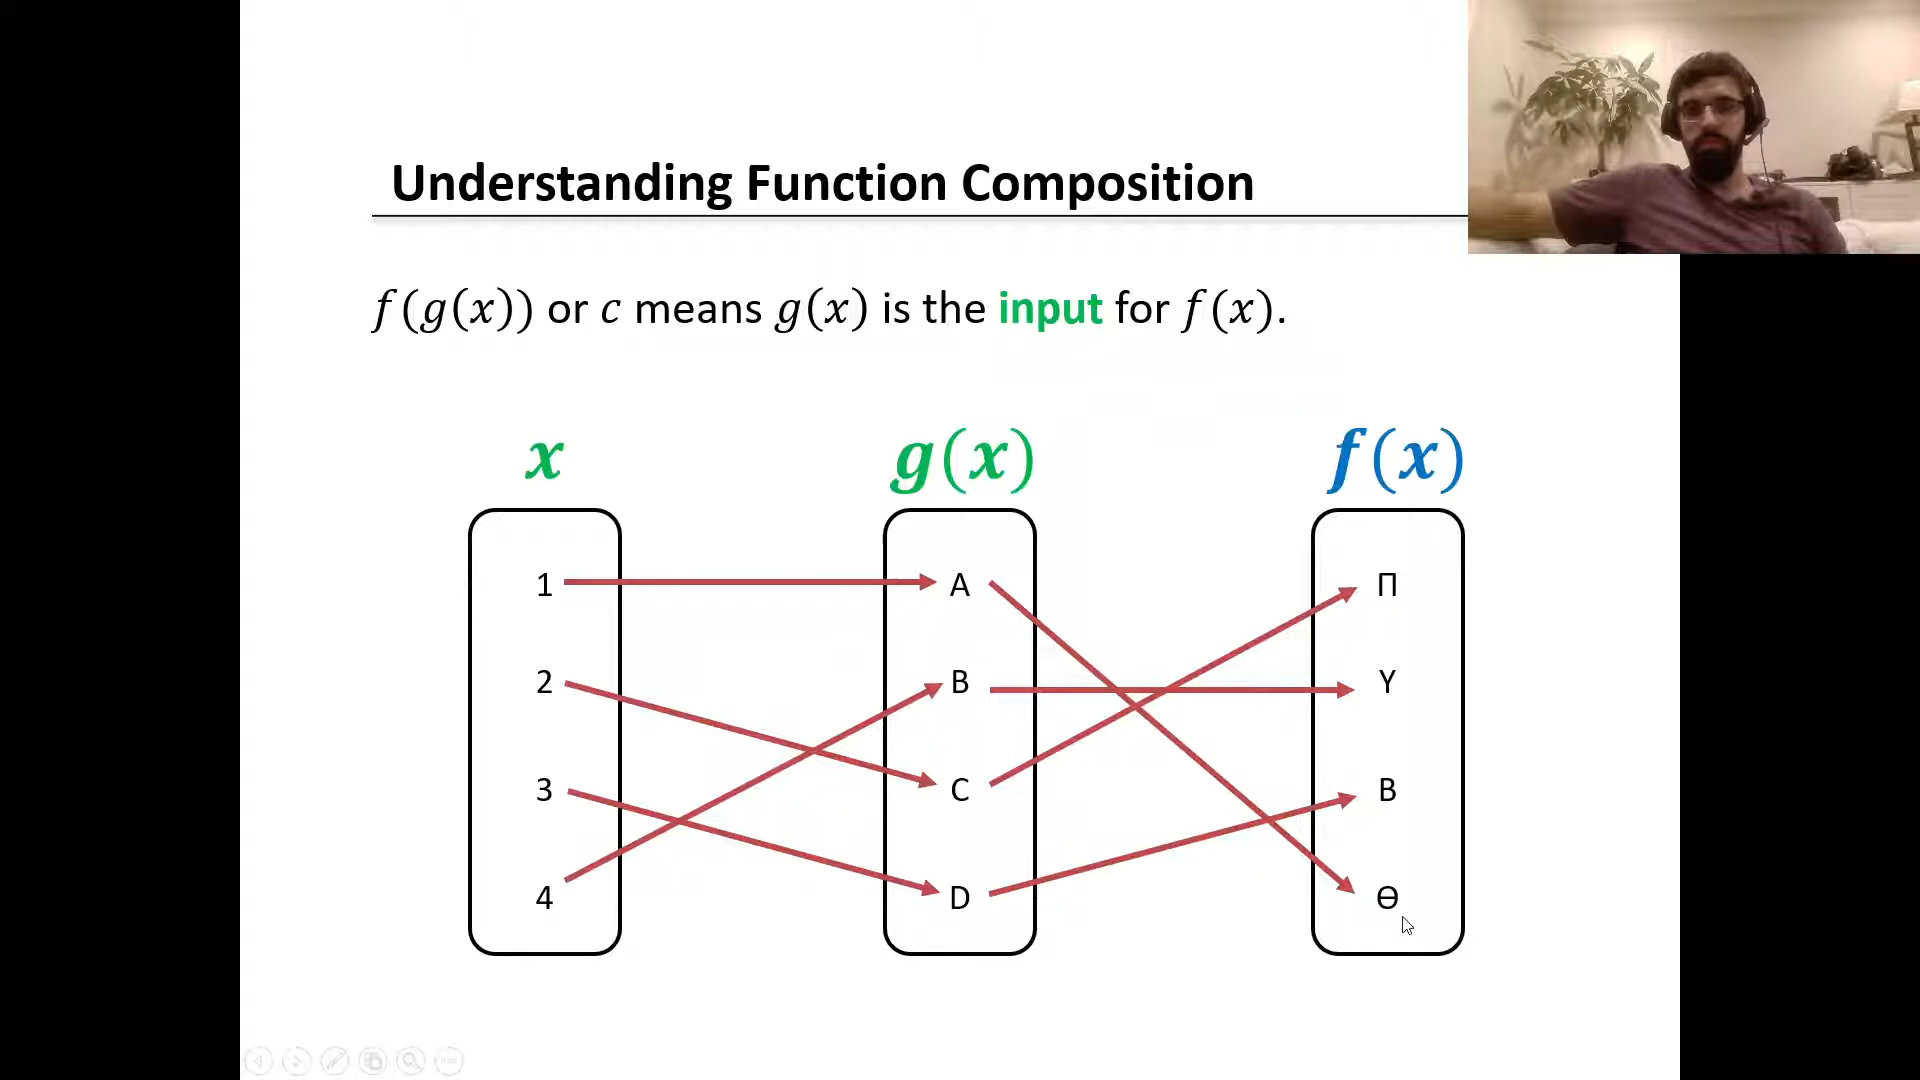 Understanding Function Composition
f(g(x)) or c means g(x) is the input for f(x).
x g(x) f(x)
1 A Π
2 B Υ
3 C Β
4 D Θ